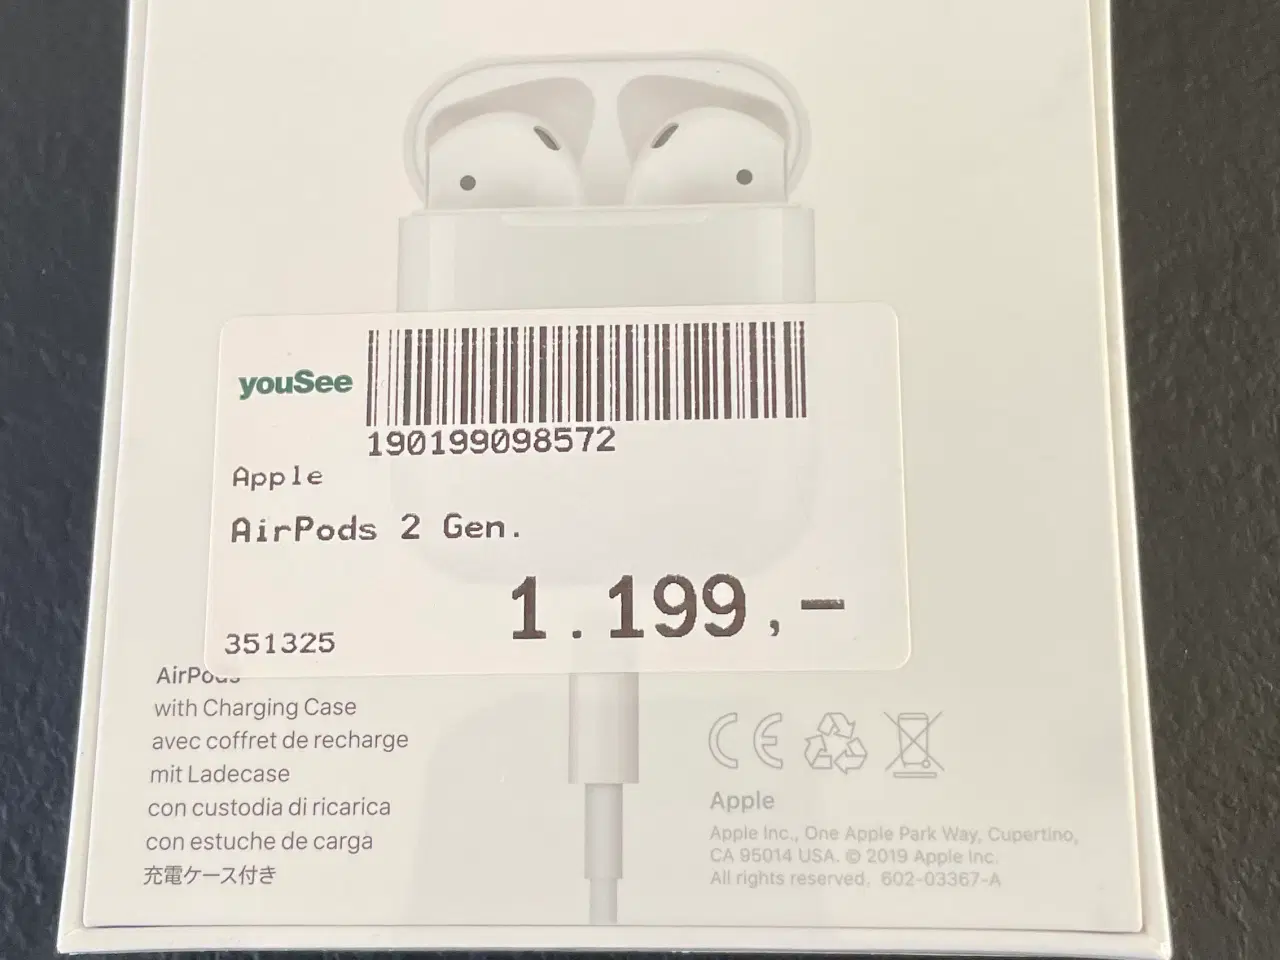 youSee
190199098572
Apple
AirPods 2 Gen.
1.199,-
351325
AirPods
with Charging Case
avec coffret de recharge
mit Ladecase
con custodia di ricarica
con estuche de carga
充電ケース付き
CE
Apple
Apple Inc., One Apple Park Way, Cupertino,
CA 95014 USA. © 2019 Apple Inc.
All rights reserved. 602-03367-A